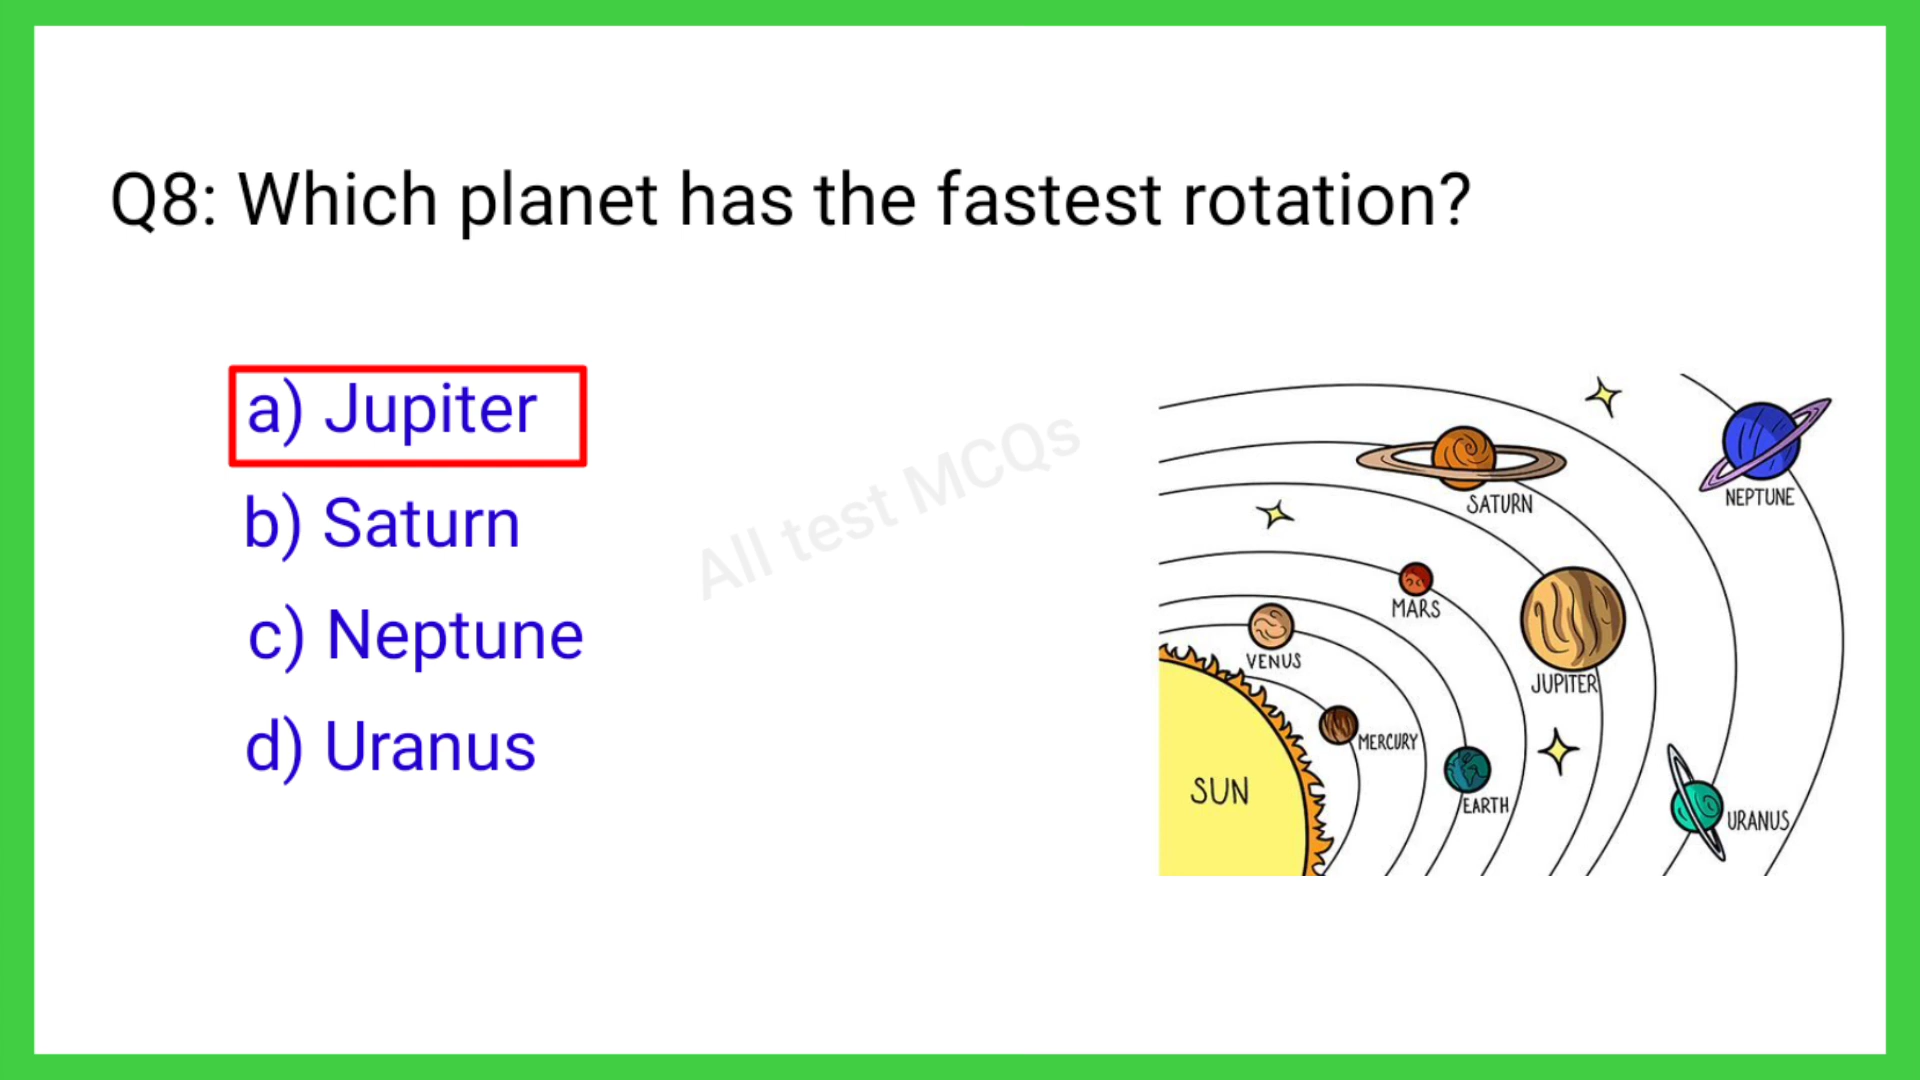 Q8: Which planet has the fastest rotation?
a) Jupiter
b) Saturn
c) Neptune
d) Uranus
All test MCQs
SATURN
NEPTUNE
MARS
VENUS
JUPITER
MERCURY
SUN
EARTH
URANUS